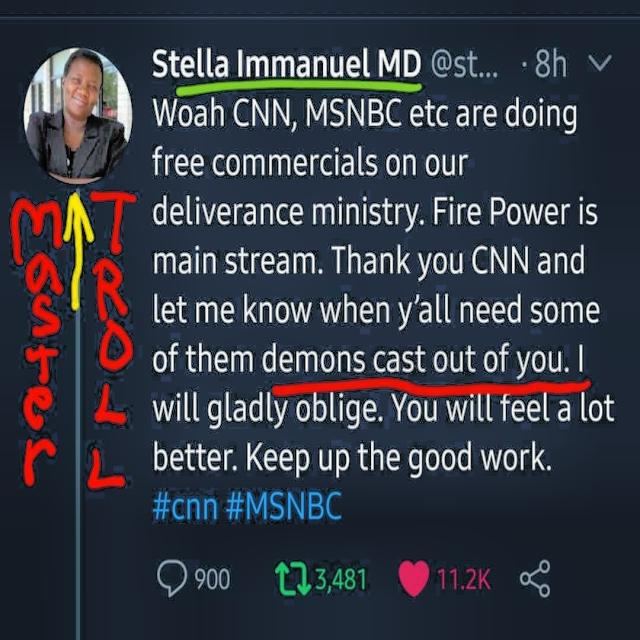 Stella Immanuel MD @st... · 8h
Woah CNN, MSNBC etc are doing
free commercials on our
deliverance ministry. Fire Power is
main stream. Thank you CNN and
let me know when y'all need some
of them demons cast out of you. I
will gladly oblige. You will feel a lot
better. Keep up the good work.
#cnn #MSNBC
900 3,481 11.2K
Master
TROLL